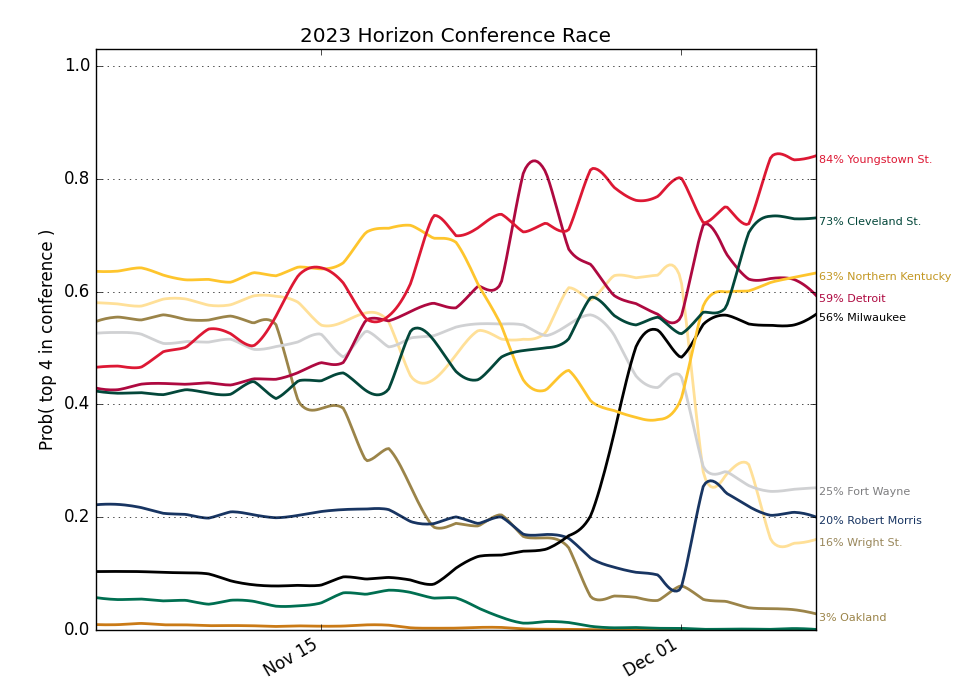 2023 Horizon Conference Race
Prob( top 4 in conference )
1.0
0.8
0.6
0.4
0.2
0.0
Nov 15
Dec 01
84% Youngstown St.
73% Cleveland St.
63% Northern Kentucky
59% Detroit
56% Milwaukee
25% Fort Wayne
20% Robert Morris
16% Wright St.
3% Oakland